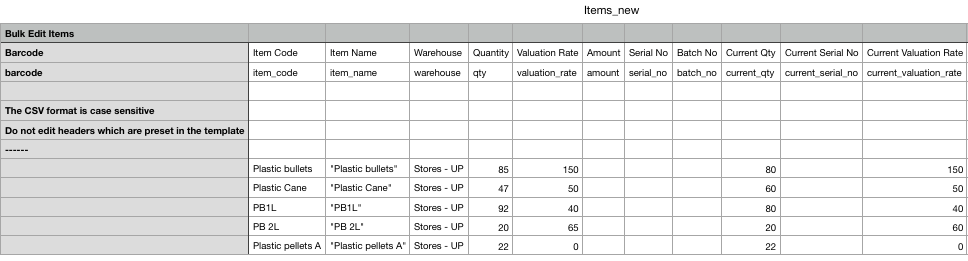 Items_new
Bulk Edit Items
Barcode Item Code Item Name Warehouse Quantity Valuation Rate Amount Serial No Batch No Current Qty Current Serial No Current Valuation Rate
barcode item_code item_name warehouse qty valuation_rate amount serial_no batch_no current_qty current_serial_no current_valuation_rate
The CSV format is case sensitive
Do not edit headers which are preset in the template
------
Plastic bullets "Plastic bullets" Stores - UP 85 150 80 150
Plastic Cane "Plastic Cane" Stores - UP 47 50 60 50
PB1L "PB1L" Stores - UP 92 40 80 40
PB 2L "PB 2L" Stores - UP 20 65 20 60
Plastic pellets A "Plastic pellets A" Stores - UP 22 0 22 0